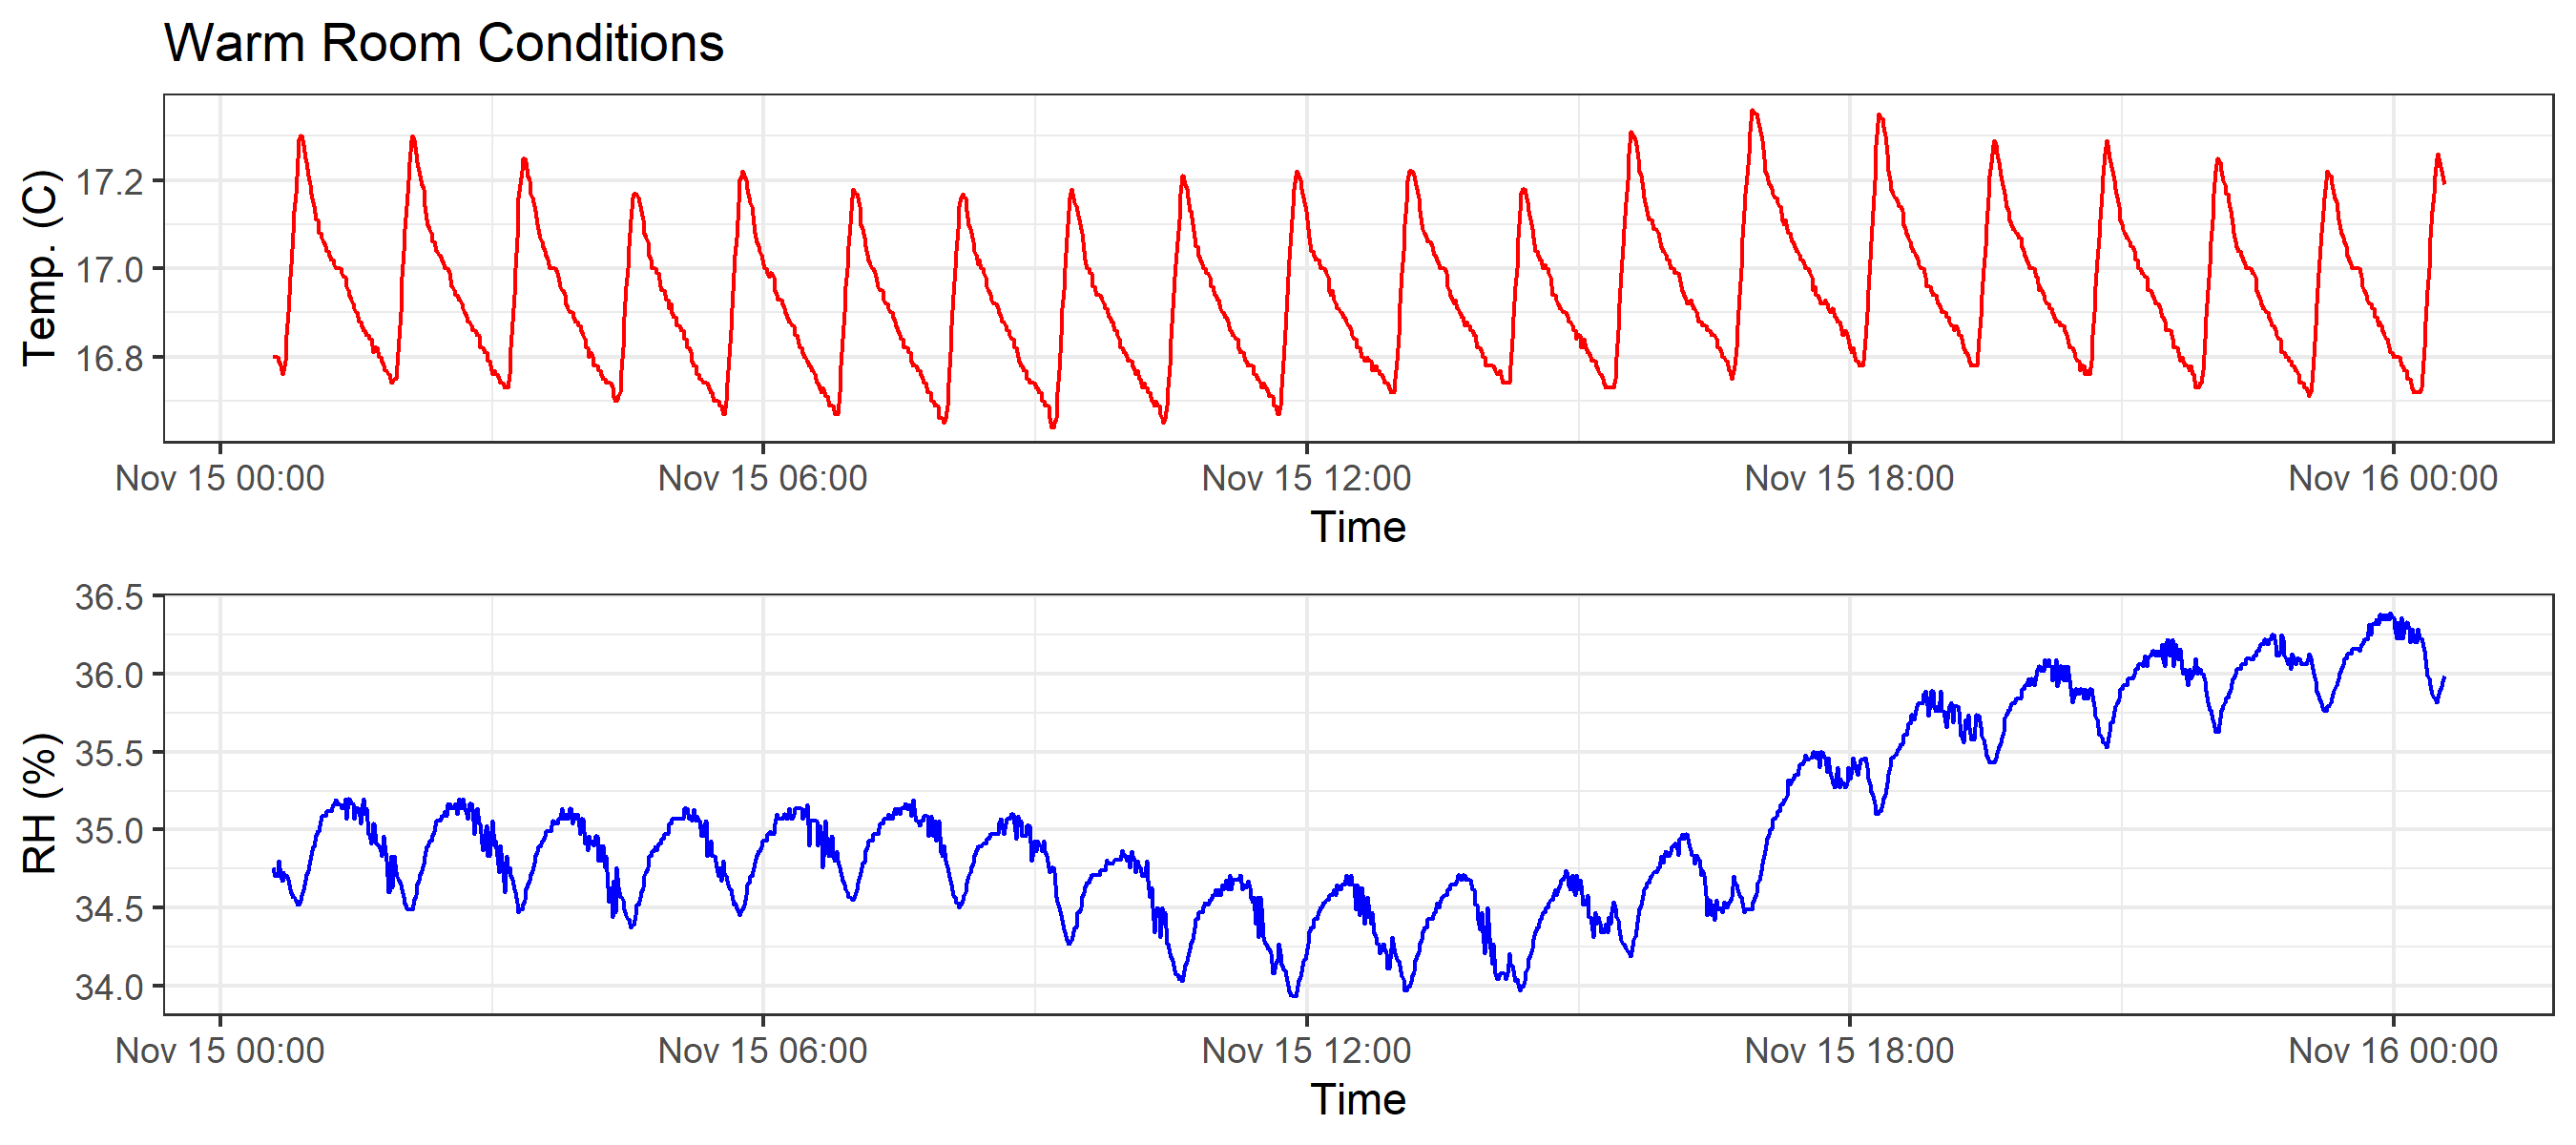 Warm Room Conditions
Temp. (C)
17.2
17.0
16.8
Nov 15 00:00 Nov 15 06:00 Nov 15 12:00 Nov 15 18:00 Nov 16 00:00
Time
RH (%)
36.5
36.0
35.5
35.0
34.5
34.0
Nov 15 00:00 Nov 15 06:00 Nov 15 12:00 Nov 15 18:00 Nov 16 00:00
Time